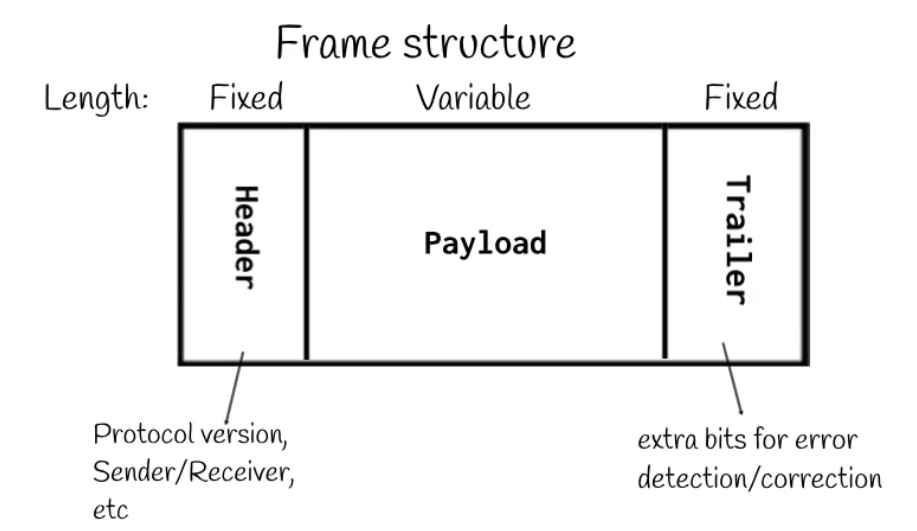 Frame structure
Length: Fixed Variable Fixed
Header
Payload
Trailer
Protocol version,
Sender/Receiver,
etc
extra bits for error
detection/correction